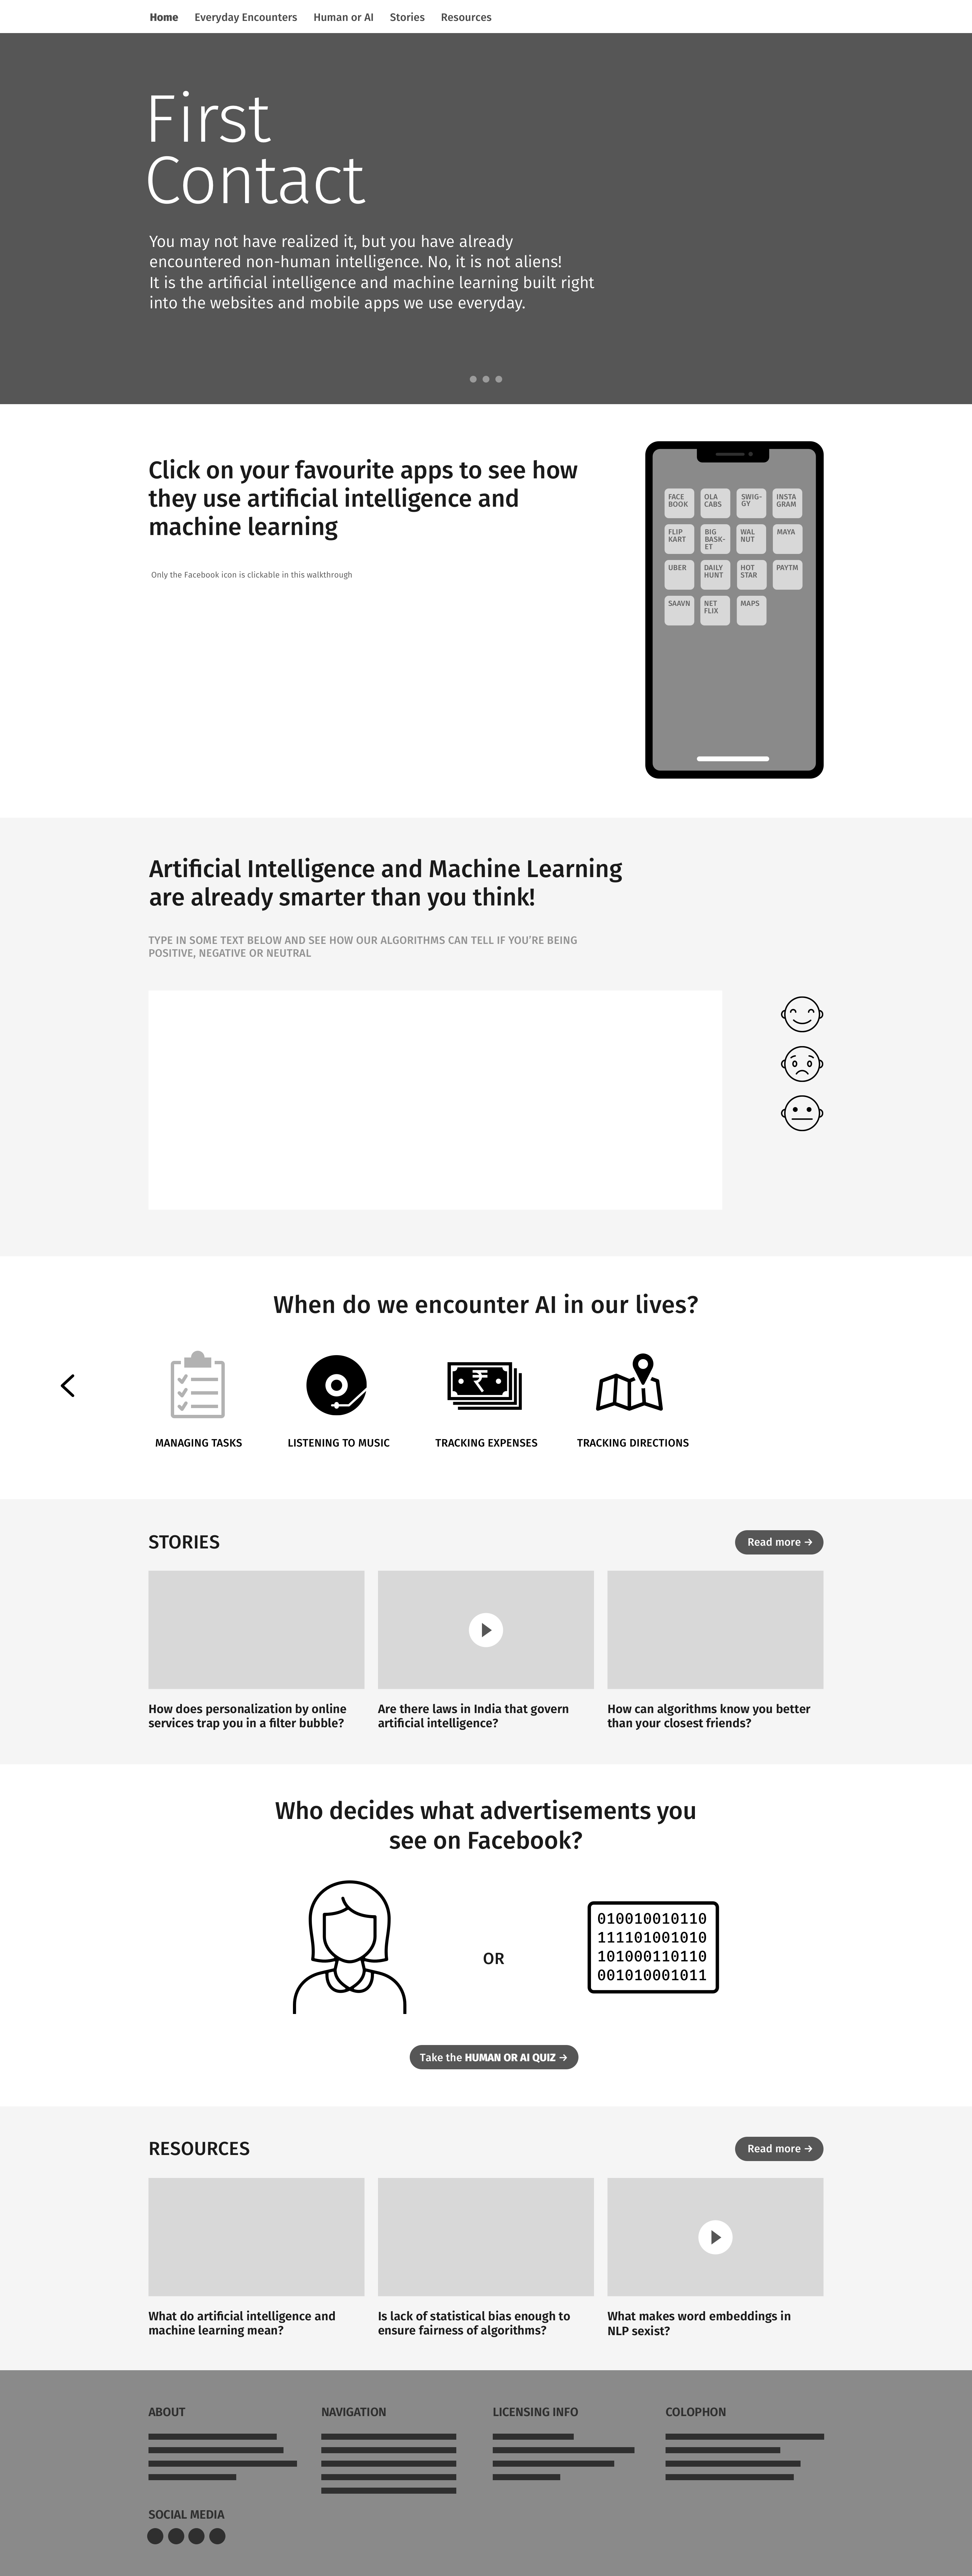 Home Everyday Encounters Human or AI Stories Resources
First
Contact
You may not have realized it, but you have already
encountered non-human intelligence. No, it is not aliens!
It is the artificial intelligence and machine learning built right
into the websites and mobile apps we use everyday.
Click on your favourite apps to see how
they use artificial intelligence and
machine learning
Only the Facebook icon is clickable in this walkthrough
FACE
BOOK
OLA
CABS
SWIG-
GY
INSTA
GRAM
FLIP
KART
BIG
BASK-
ET
WAL
NUT
MAYA
UBER
DAILY
HUNT
HOT
STAR
PAYTM
SAAVN
NET
FLIX
MAPS
Artificial Intelligence and Machine Learning
are already smarter than you think!
TYPE IN SOME TEXT BELOW AND SEE HOW OUR ALGORITHMS CAN TELL IF YOU’RE BEING
POSITIVE, NEGATIVE OR NEUTRAL
When do we encounter AI in our lives?
₹
MANAGING TASKS
LISTENING TO MUSIC
TRACKING EXPENSES
TRACKING DIRECTIONS
STORIES
Read more →
How does personalization by online
services trap you in a filter bubble?
Are there laws in India that govern
artificial intelligence?
How can algorithms know you better
than your closest friends?
Who decides what advertisements you
see on Facebook?
OR
010010010110
111101001010
101000110110
001010001011
Take the HUMAN OR AI QUIZ →
RESOURCES
Read more →
What do artificial intelligence and
machine learning mean?
Is lack of statistical bias enough to
ensure fairness of algorithms?
What makes word embeddings in
NLP sexist?
ABOUT
NAVIGATION
LICENSING INFO
COLOPHON
SOCIAL MEDIA